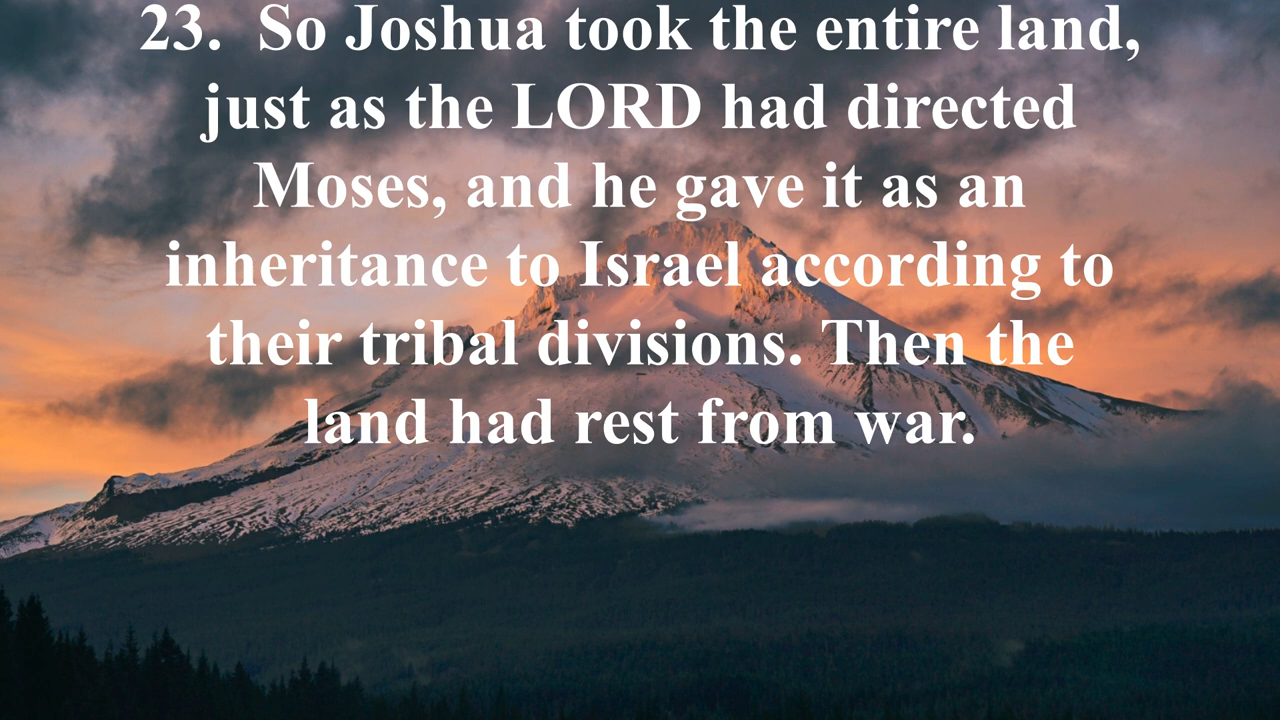 23.  So Joshua took the entire land,
just as the LORD had directed
Moses, and he gave it as an
inheritance to Israel according to
their tribal divisions. Then the
land had rest from war.